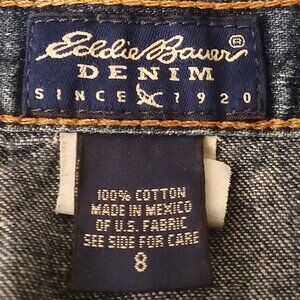 Eddie Bauer ®
DENIM
SINCE 1920
100% COTTON
MADE IN MEXICO
OF U.S. FABRIC
SEE SIDE FOR CARE
8